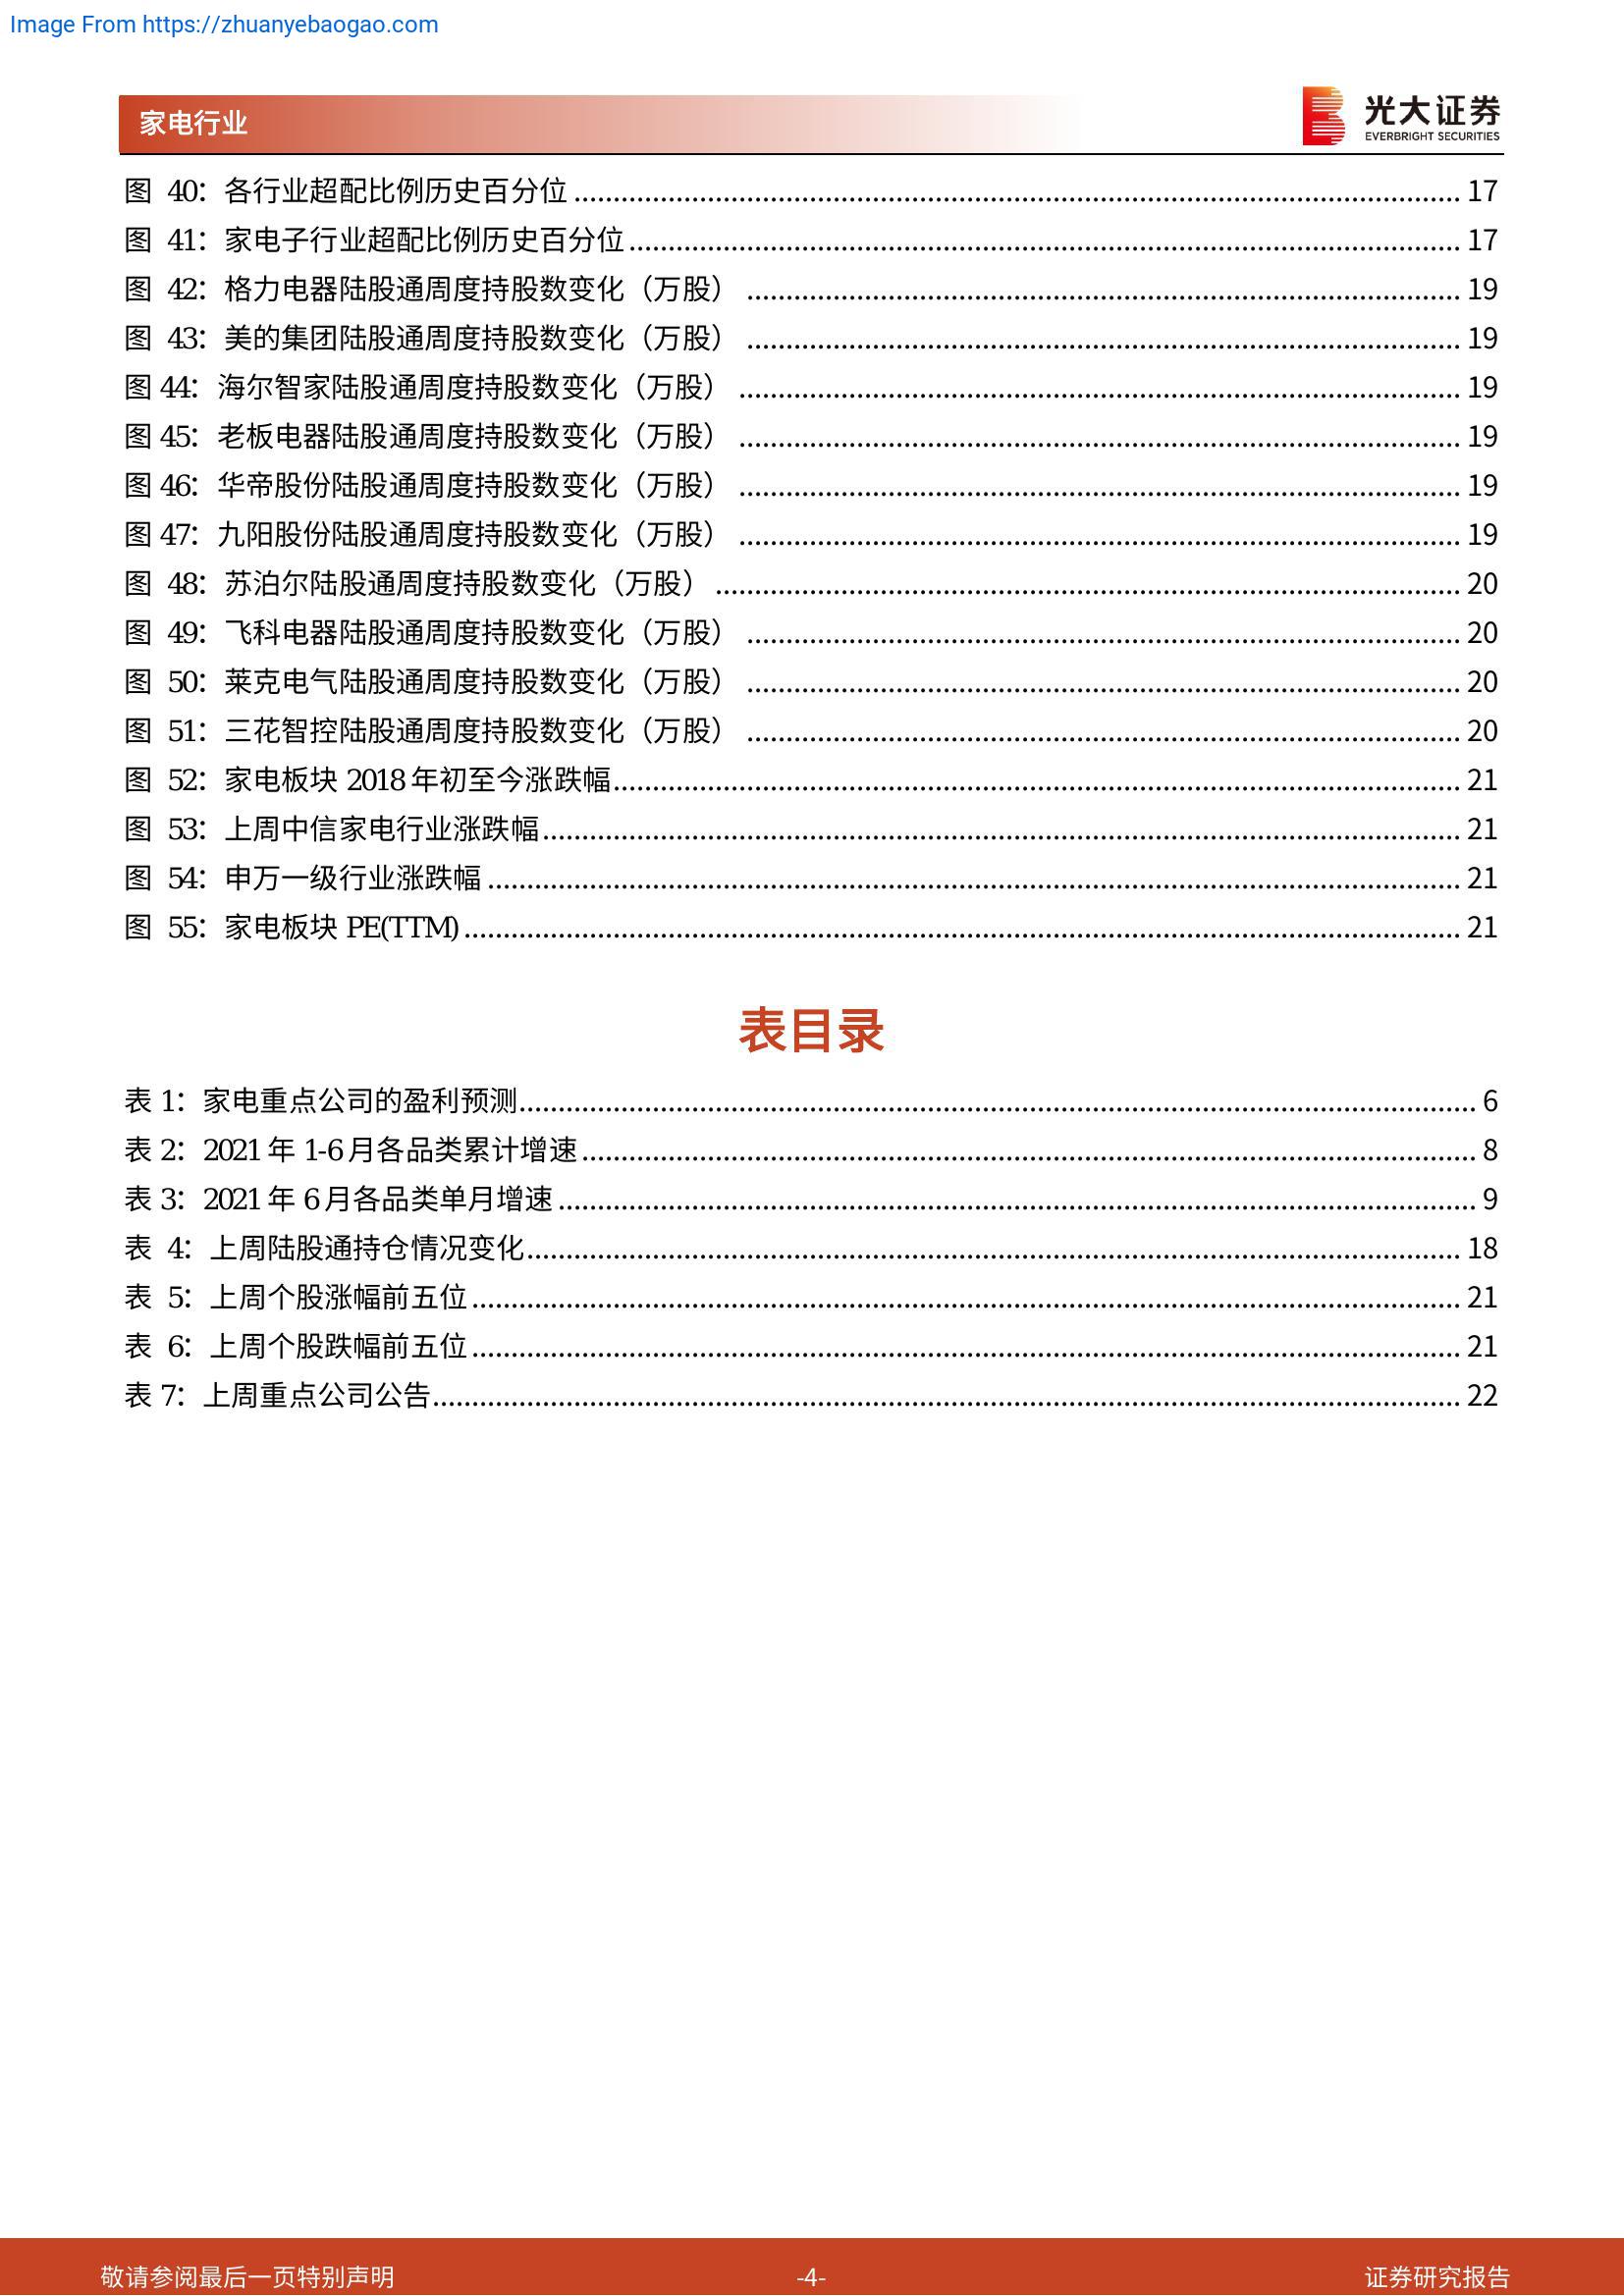 Image From https://zhuanyebaogao.com
家电行业
光大证券
EVERBRIGHT SECURITIES
图 40：各行业超配比例历史百分位 17
图 41：家电子行业超配比例历史百分位 17
图 42：格力电器陆股通周度持股数变化（万股） 19
图 43：美的集团陆股通周度持股数变化（万股） 19
图 44：海尔智家陆股通周度持股数变化（万股） 19
图 45：老板电器陆股通周度持股数变化（万股） 19
图 46：华帝股份陆股通周度持股数变化（万股） 19
图 47：九阳股份陆股通周度持股数变化（万股） 19
图 48：苏泊尔陆股通周度持股数变化（万股） 20
图 49：飞科电器陆股通周度持股数变化（万股） 20
图 50：莱克电气陆股通周度持股数变化（万股） 20
图 51：三花智控陆股通周度持股数变化（万股） 20
图 52：家电板块 2018 年初至今涨跌幅 21
图 53：上周中信家电行业涨跌幅 21
图 54：申万一级行业涨跌幅 21
图 55：家电板块 PE(TTM) 21
表目录
表 1：家电重点公司的盈利预测 6
表 2：2021 年 1-6 月各品类累计增速 8
表 3：2021 年 6 月各品类单月增速 9
表 4：上周陆股通持仓情况变化 18
表 5：上周个股涨幅前五位 21
表 6：上周个股跌幅前五位 21
表 7：上周重点公司公告 22
敬请参阅最后一页特别声明 -4- 证券研究报告